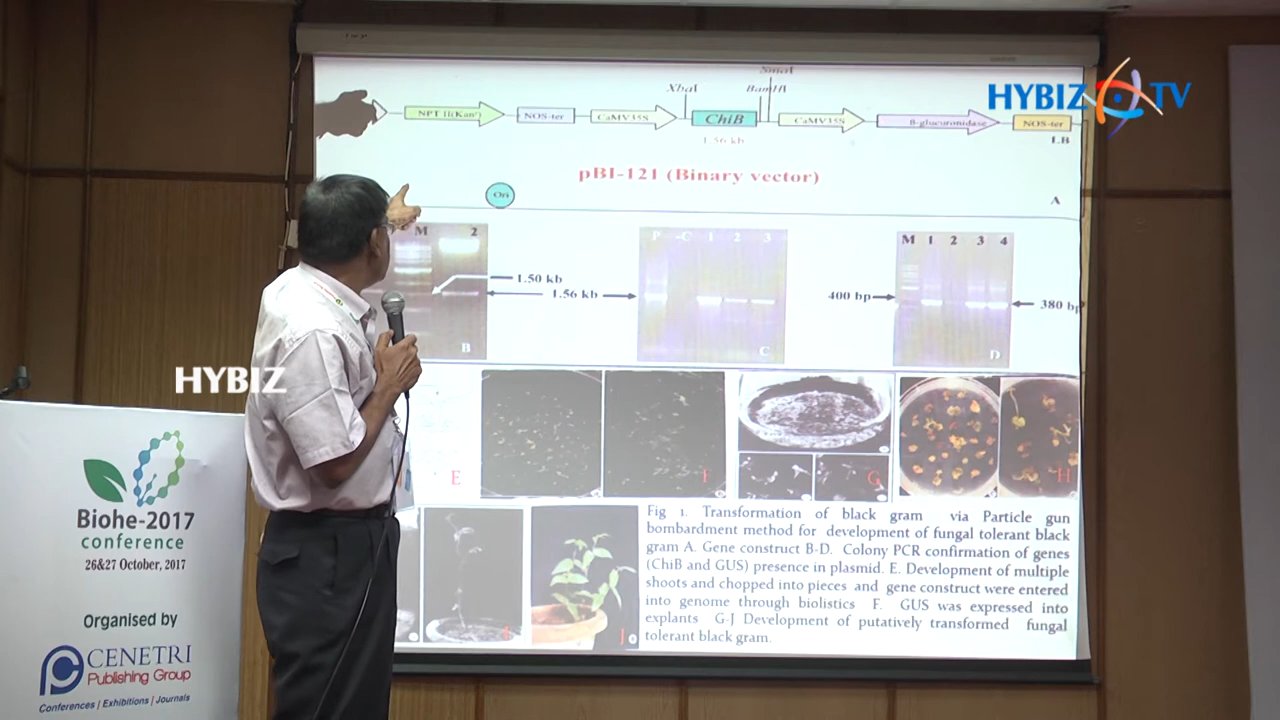 HYBIZ TV
XbaI
SmaI
BamHI
NPT II(Kanr)
NOS-ter
CaMV35S
ChiB
CaMV35S
B-glucuronidase
NOS-ter
1.56 kb
LB
pBI-121 (Binary vector)
Ori
A
M 2
P -C 1 2 3
M 1 2 3 4
1.50 kb
1.56 kb
400 bp
380 bp
B
C
D
HYBIZ
E
F
G
H
I
J
Fig 1. Transformation of black gram via Particle gun
bombardment method for development of fungal tolerant black
gram A. Gene construct B-D. Colony PCR confirmation of genes
(ChiB and GUS) presence in plasmid. E. Development of multiple
shoots and chopped into pieces and gene construct were entered
into genome through biolistics F. GUS was expressed into
explants G-J Development of putatively transformed fungal
tolerant black gram.
Biohe-2017
conference
26&27 October, 2017
Organised by
CENETRI
Publishing Group
Conferences | Exhibitions | Journals